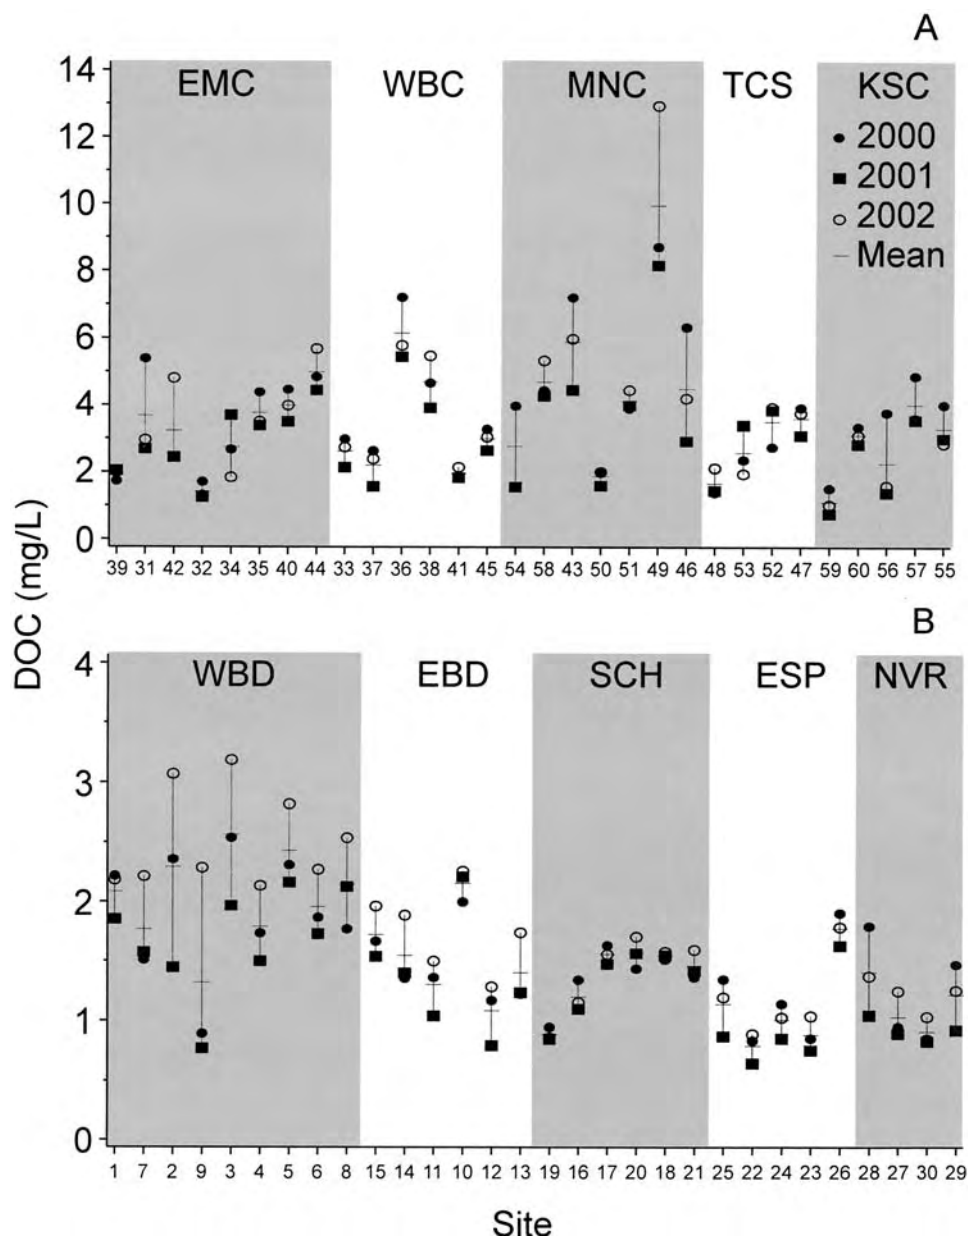 A
14
EMC WBC MNC TCS KSC
12
2000
2001
10
2002
Mean
8
6
4
2
0
39 31 42 32 34 35 40 44 33 37 36 38 41 45 54 58 43 50 51 49 46 48 53 52 47 59 60 56 57 55
DOC (mg/L)
B
4
WBD EBD SCH ESP NVR
3
2
1
0
1 7 2 9 3 4 5 6 8 15 14 11 10 12 13 19 16 17 20 18 21 25 22 24 23 26 28 27 30 29
Site